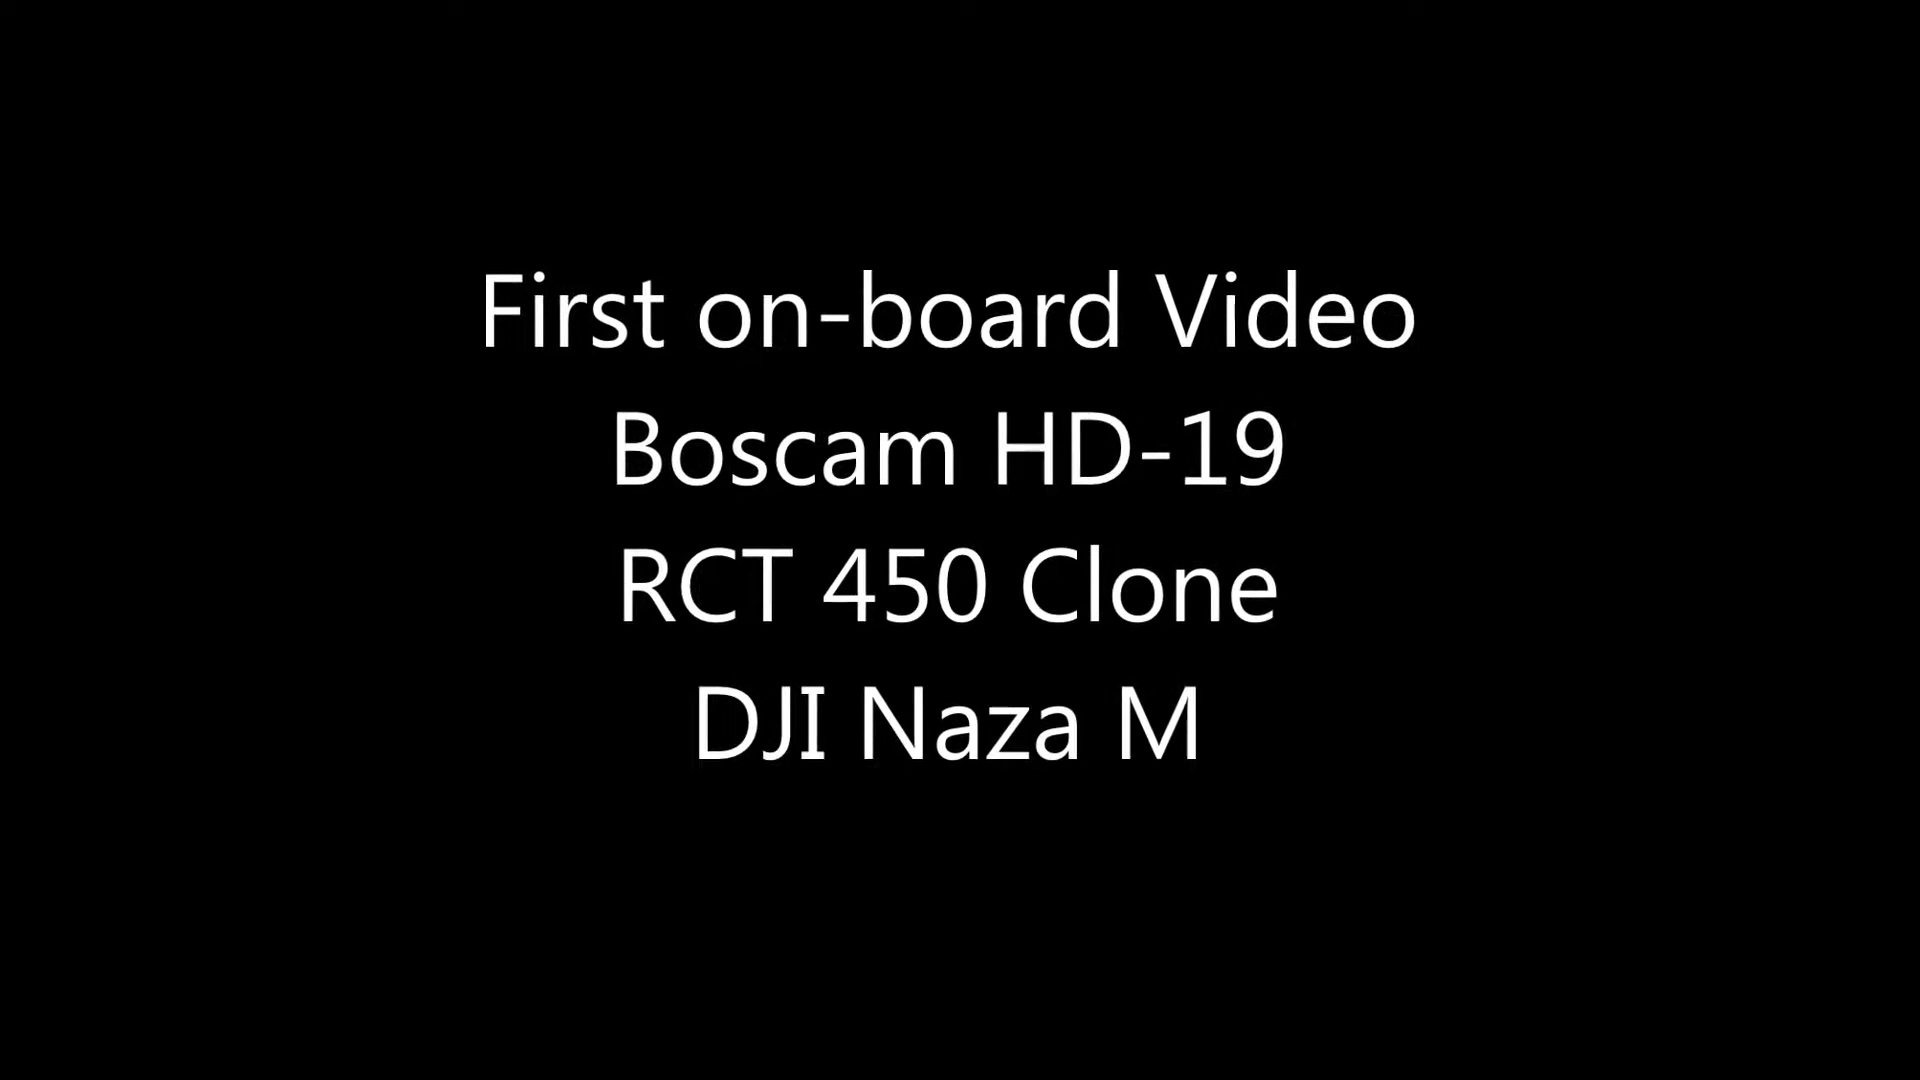 First on-board Video
Boscam HD-19
RCT 450 Clone
DJI Naza M